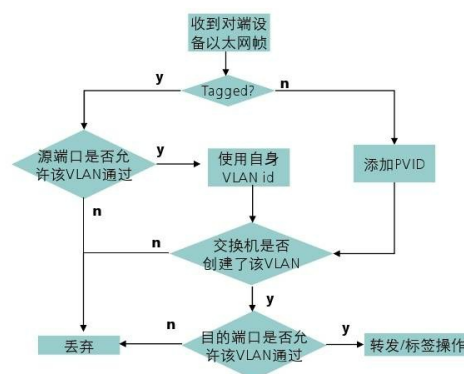 收到对端设
备以太网帧
y
Tagged?
n
源端口是否允
许该VLAN通过
y
使用自身
VLAN id
添加PVID
n
n
交换机是否
创建了该VLAN
y
丢弃
n
目的端口是否允
许该VLAN通过
y
转发/标签操作